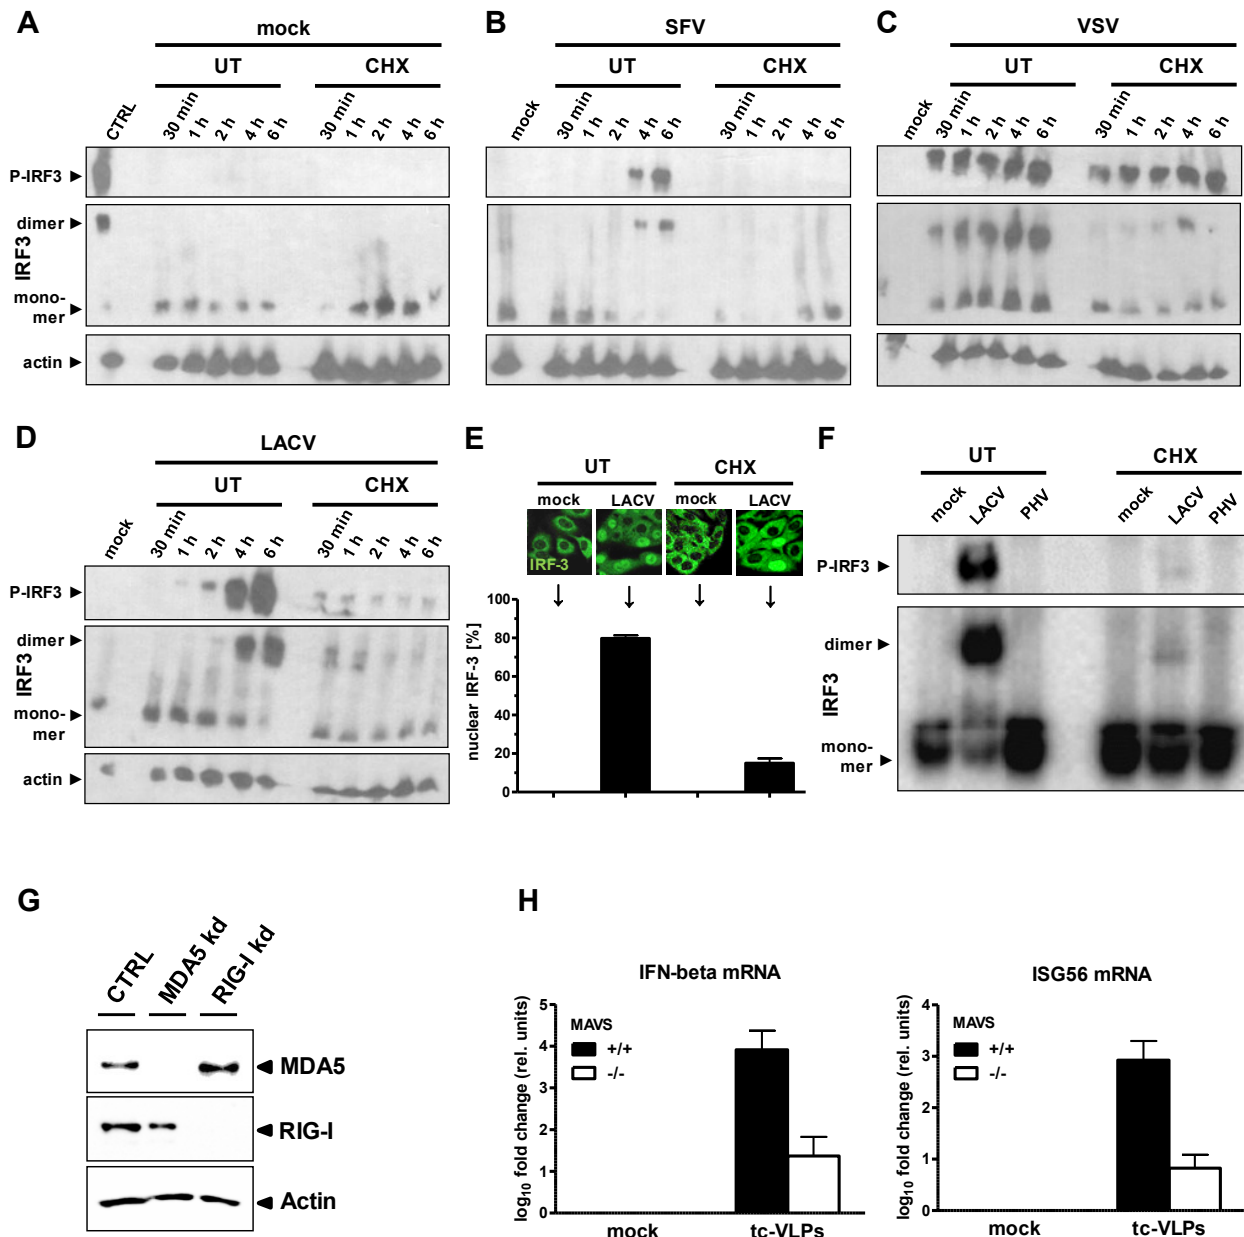 A
mock
UT CHX
CTRL 30 min 1 h 2 h 4 h 6 h 30 min 1 h 2 h 4 h 6 h
P-IRF3
dimer
IRF3
mono-
mer
actin
B
SFV
UT CHX
mock 30 min 1 h 2 h 4 h 6 h 30 min 1 h 2 h 4 h 6 h
C
VSV
UT CHX
mock 30 min 1 h 2 h 4 h 6 h 30 min 1 h 2 h 4 h 6 h
D
LACV
UT CHX
mock 30 min 1 h 2 h 4 h 6 h 30 min 1 h 2 h 4 h 6 h
P-IRF3
dimer
IRF3
mono-
mer
actin
E
UT CHX
mock LACV mock LACV
IRF-3
nuclear IRF-3 [%]
100
80
60
40
20
0
F
UT CHX
mock LACV PHV mock LACV PHV
P-IRF3
dimer
IRF3
mono-
mer
G
CTRL MDA5 kd RIG-I kd
MDA5
RIG-I
Actin
H
IFN-beta mRNA
log10 fold change (rel. units)
5
4
3
2
1
0
MAVS
+/+
-/-
mock tc-VLPs
ISG56 mRNA
log10 fold change (rel. units)
4
3
2
1
0
MAVS
+/+
-/-
mock tc-VLPs